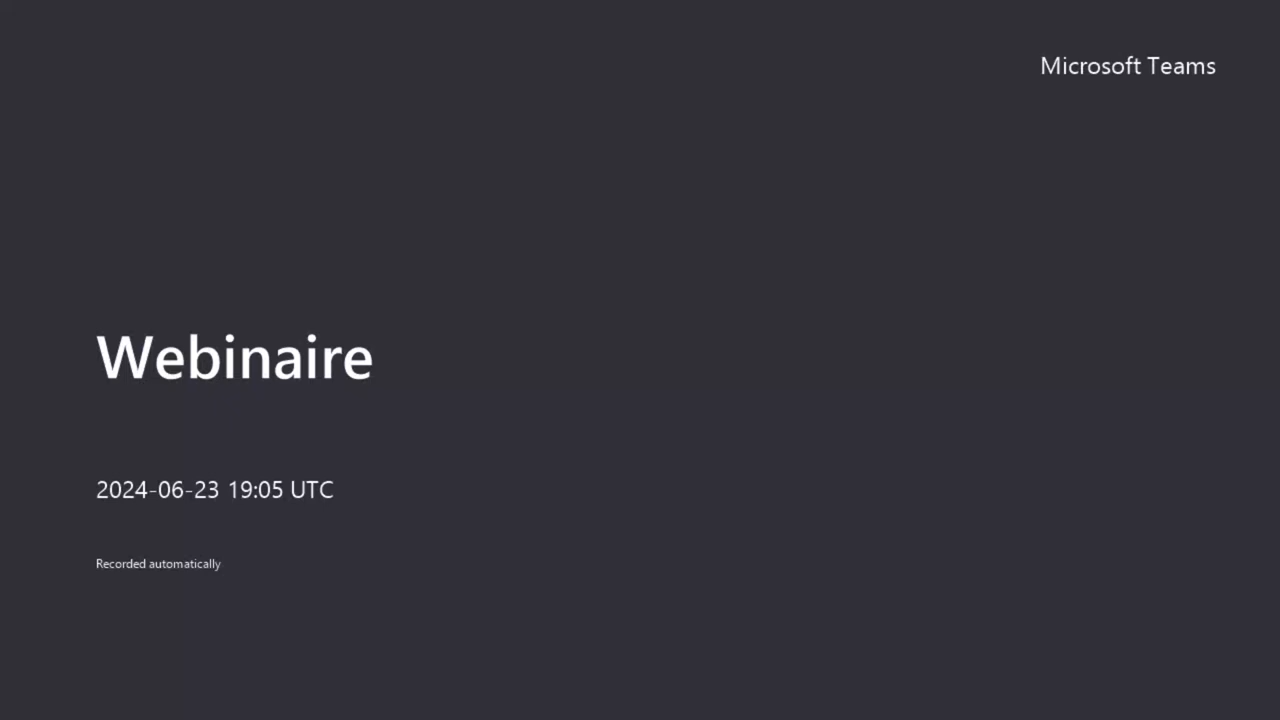 Microsoft Teams
Webinaire
2024-06-23 19:05 UTC
Recorded automatically